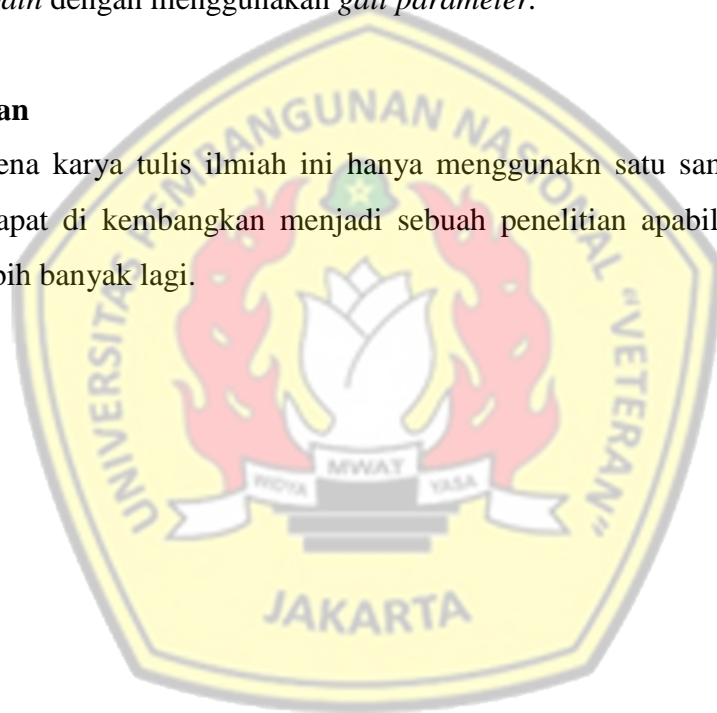 dengan menggunakan gait parameter.
an
ena karya tulis ilmiah ini hanya menggunakn satu sam
apat di kembangkan menjadi sebuah penelitian apabil
bih banyak lagi.
UNIVERSITAS PEMBANGUNAN NASIONAL "VETERAN"
WIDYA MWAT YASA
JAKARTA